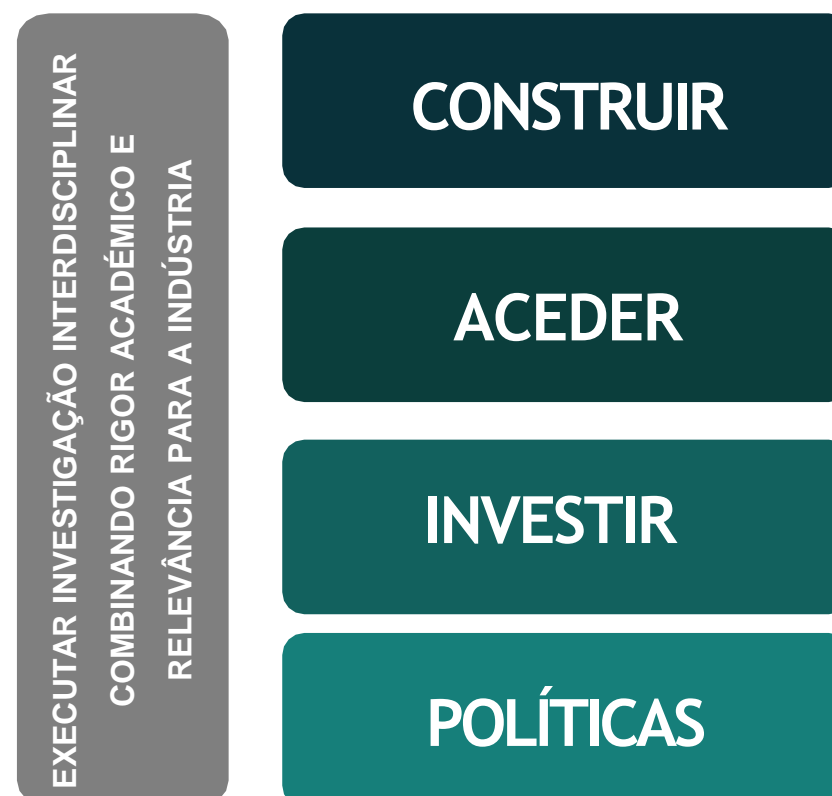 EXECUTAR INVESTIGAÇÃO INTERDISCIPLINAR
COMBINANDO RIGOR ACADÉMICO E
RELEVÂNCIA PARA A INDÚSTRIA
CONSTRUIR
ACEDER
INVESTIR
POLÍTICAS